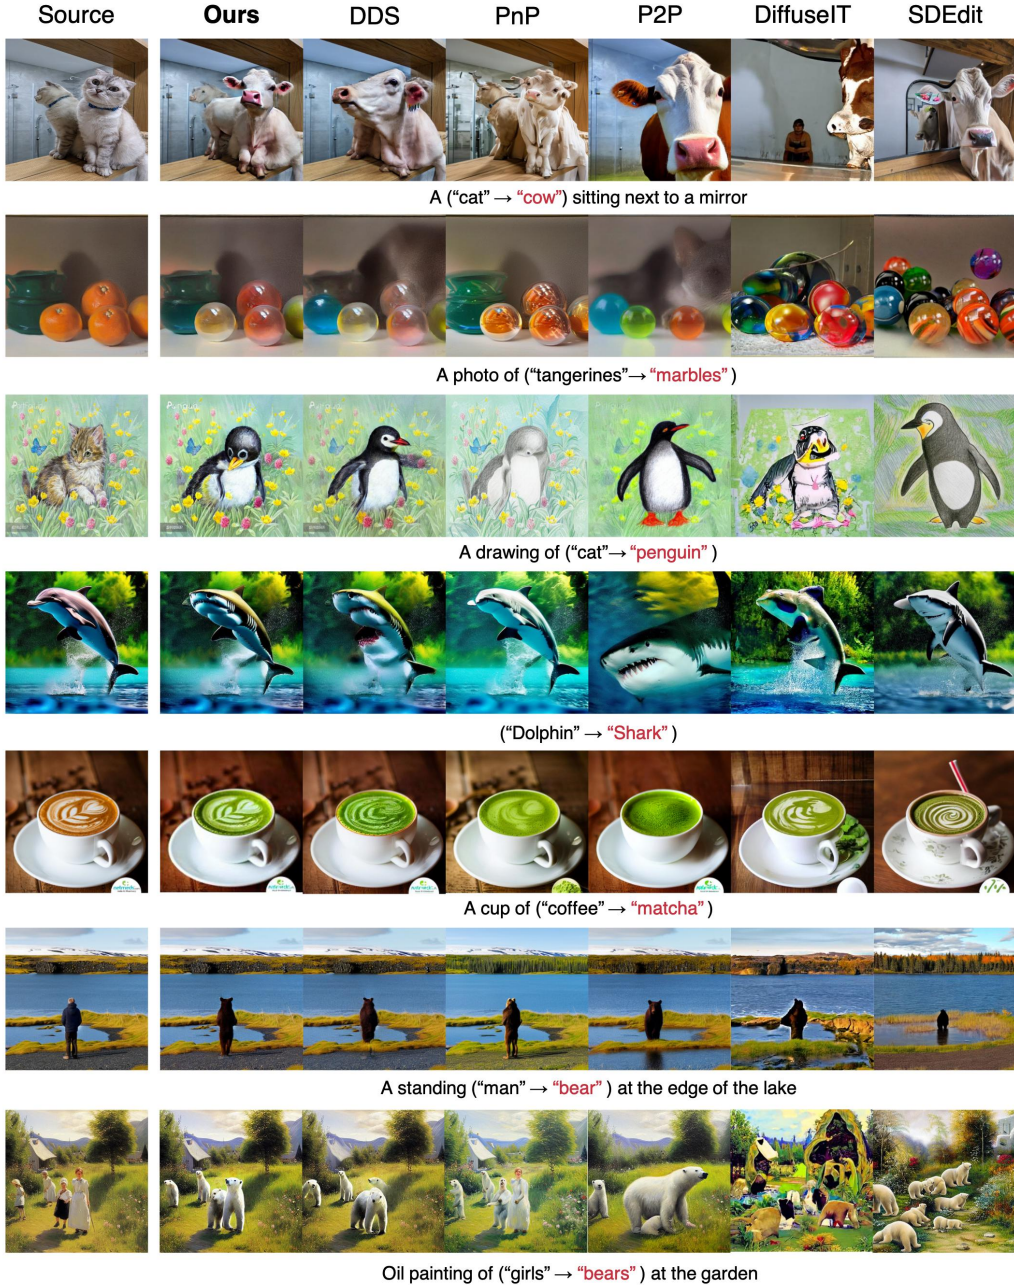 Source Ours DDS PnP P2P DiffuseIT SDEdit
A (“cat” → “cow”) sitting next to a mirror
A photo of (“tangerines”→ “marbles” )
A drawing of (“cat”→ “penguin” )
(“Dolphin” → “Shark” )
A cup of (“coffee” → “matcha” )
A standing (“man” → “bear” ) at the edge of the lake
Oil painting of (“girls” → “bears” ) at the garden